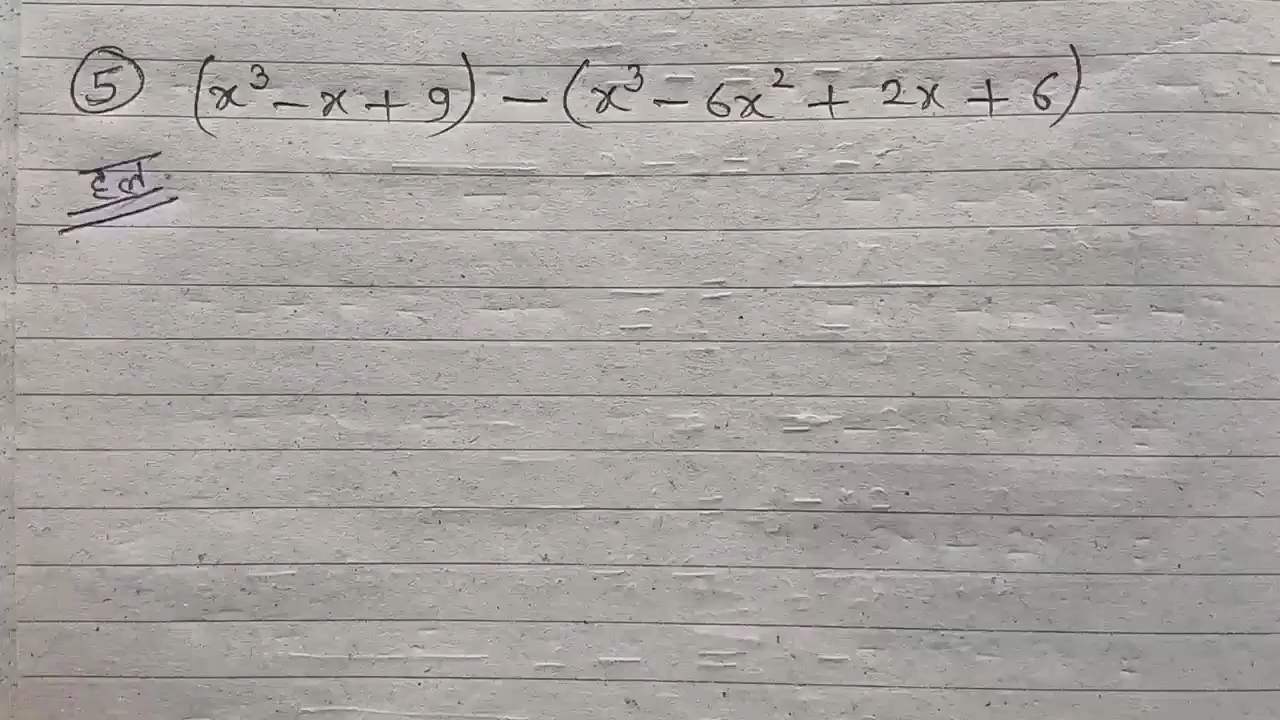 ⑤ (x³ - x + 9) - (x³ - 6x² + 2x + 6)
हल